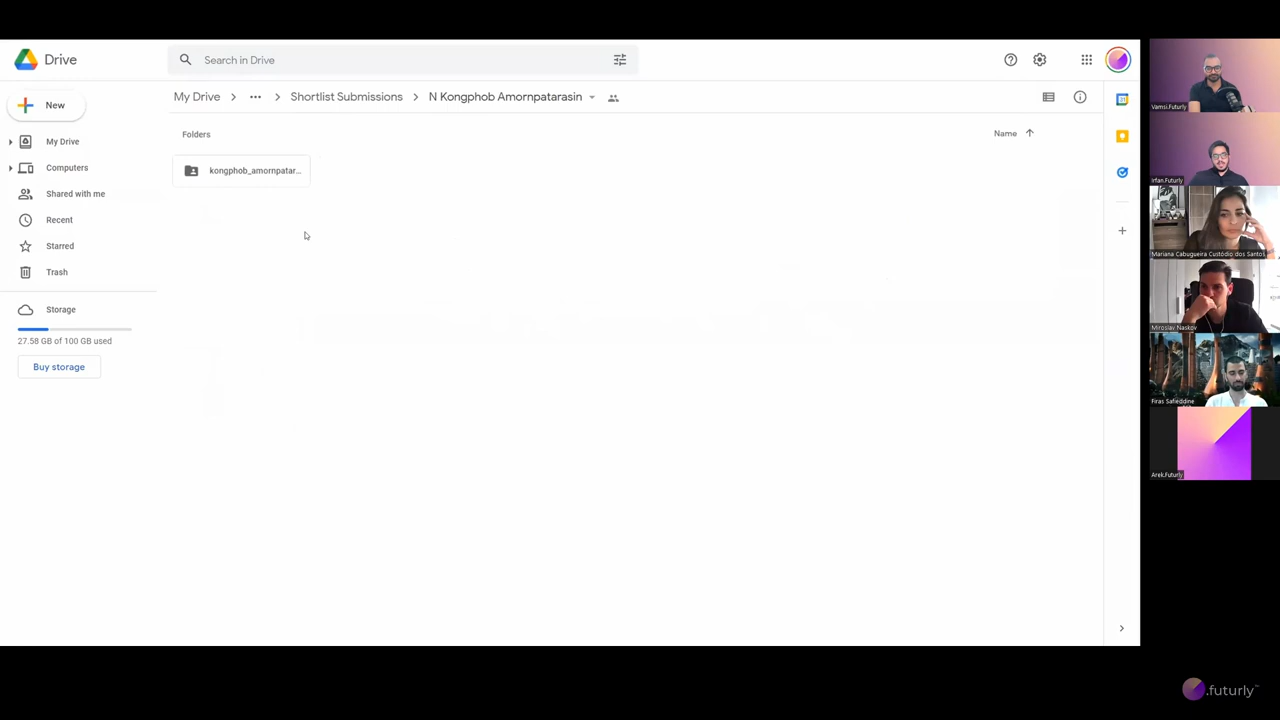 Drive
Search in Drive
New
My Drive
Computers
Shared with me
Recent
Starred
Trash
Storage
27.58 GB of 100 GB used
Buy storage
My Drive > ... > Shortlist Submissions > N Kongphob Amornpatarasin
Folders
Name
kongphob_amornpatar...
Vamsi.Futurly
Irfan.Futurly
Mariana Cabugueira Custódio dos Santos
Miroslav Naskov
Firas Safieddine
Arek.Futurly
.futurly™